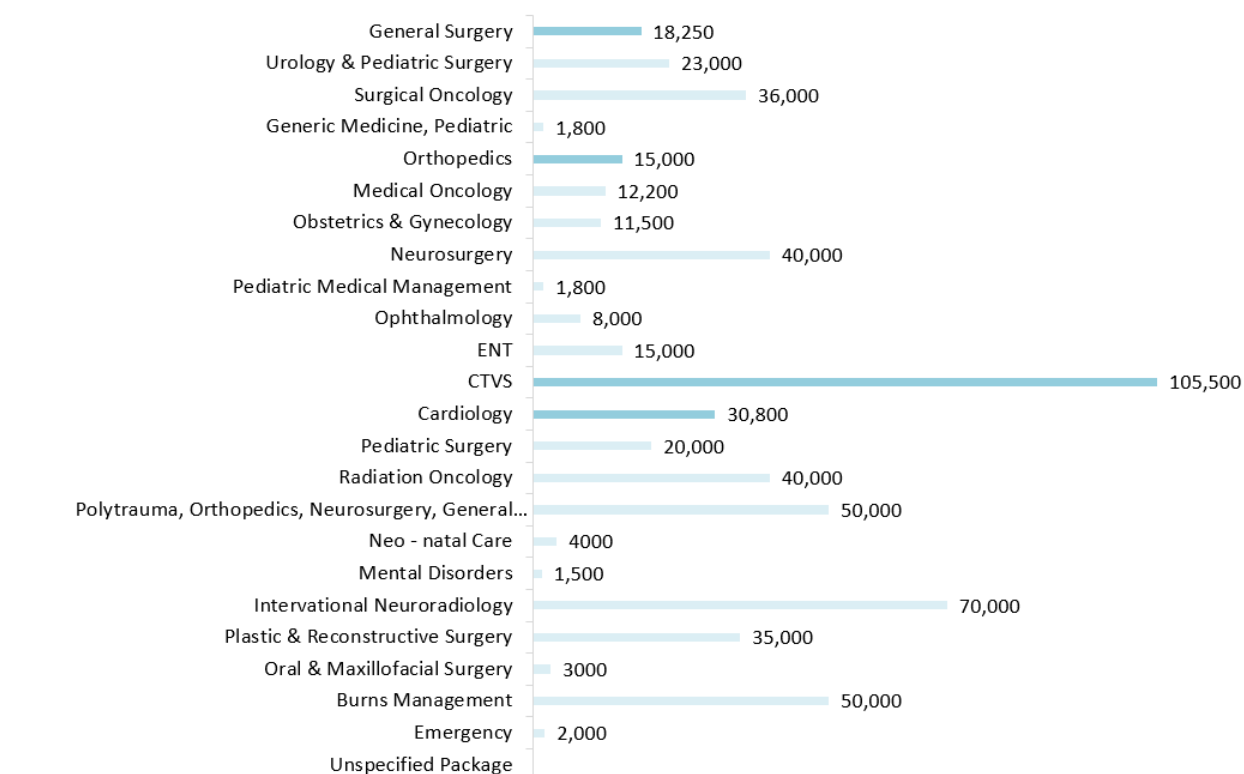 General Surgery 18,250
Urology & Pediatric Surgery 23,000
Surgical Oncology 36,000
Generic Medicine, Pediatric 1,800
Orthopedics 15,000
Medical Oncology 12,200
Obstetrics & Gynecology 11,500
Neurosurgery 40,000
Pediatric Medical Management 1,800
Ophthalmology 8,000
ENT 15,000
CTVS 105,500
Cardiology 30,800
Pediatric Surgery 20,000
Radiation Oncology 40,000
Polytrauma, Orthopedics, Neurosurgery, General... 50,000
Neo - natal Care 4000
Mental Disorders 1,500
Intervational Neuroradiology 70,000
Plastic & Reconstructive Surgery 35,000
Oral & Maxillofacial Surgery 3000
Burns Management 50,000
Emergency 2,000
Unspecified Package